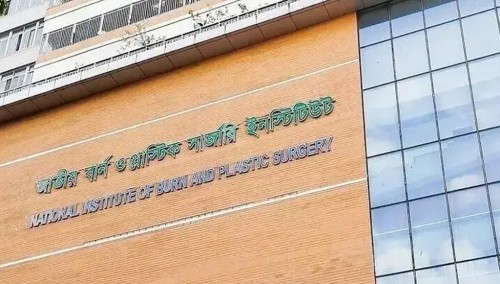 জাতীয় বার্ন ও প্লাস্টিক সার্জারি ইনস্টিটিউট
NATIONAL INSTITUTE OF BURN AND PLASTIC SURGERY